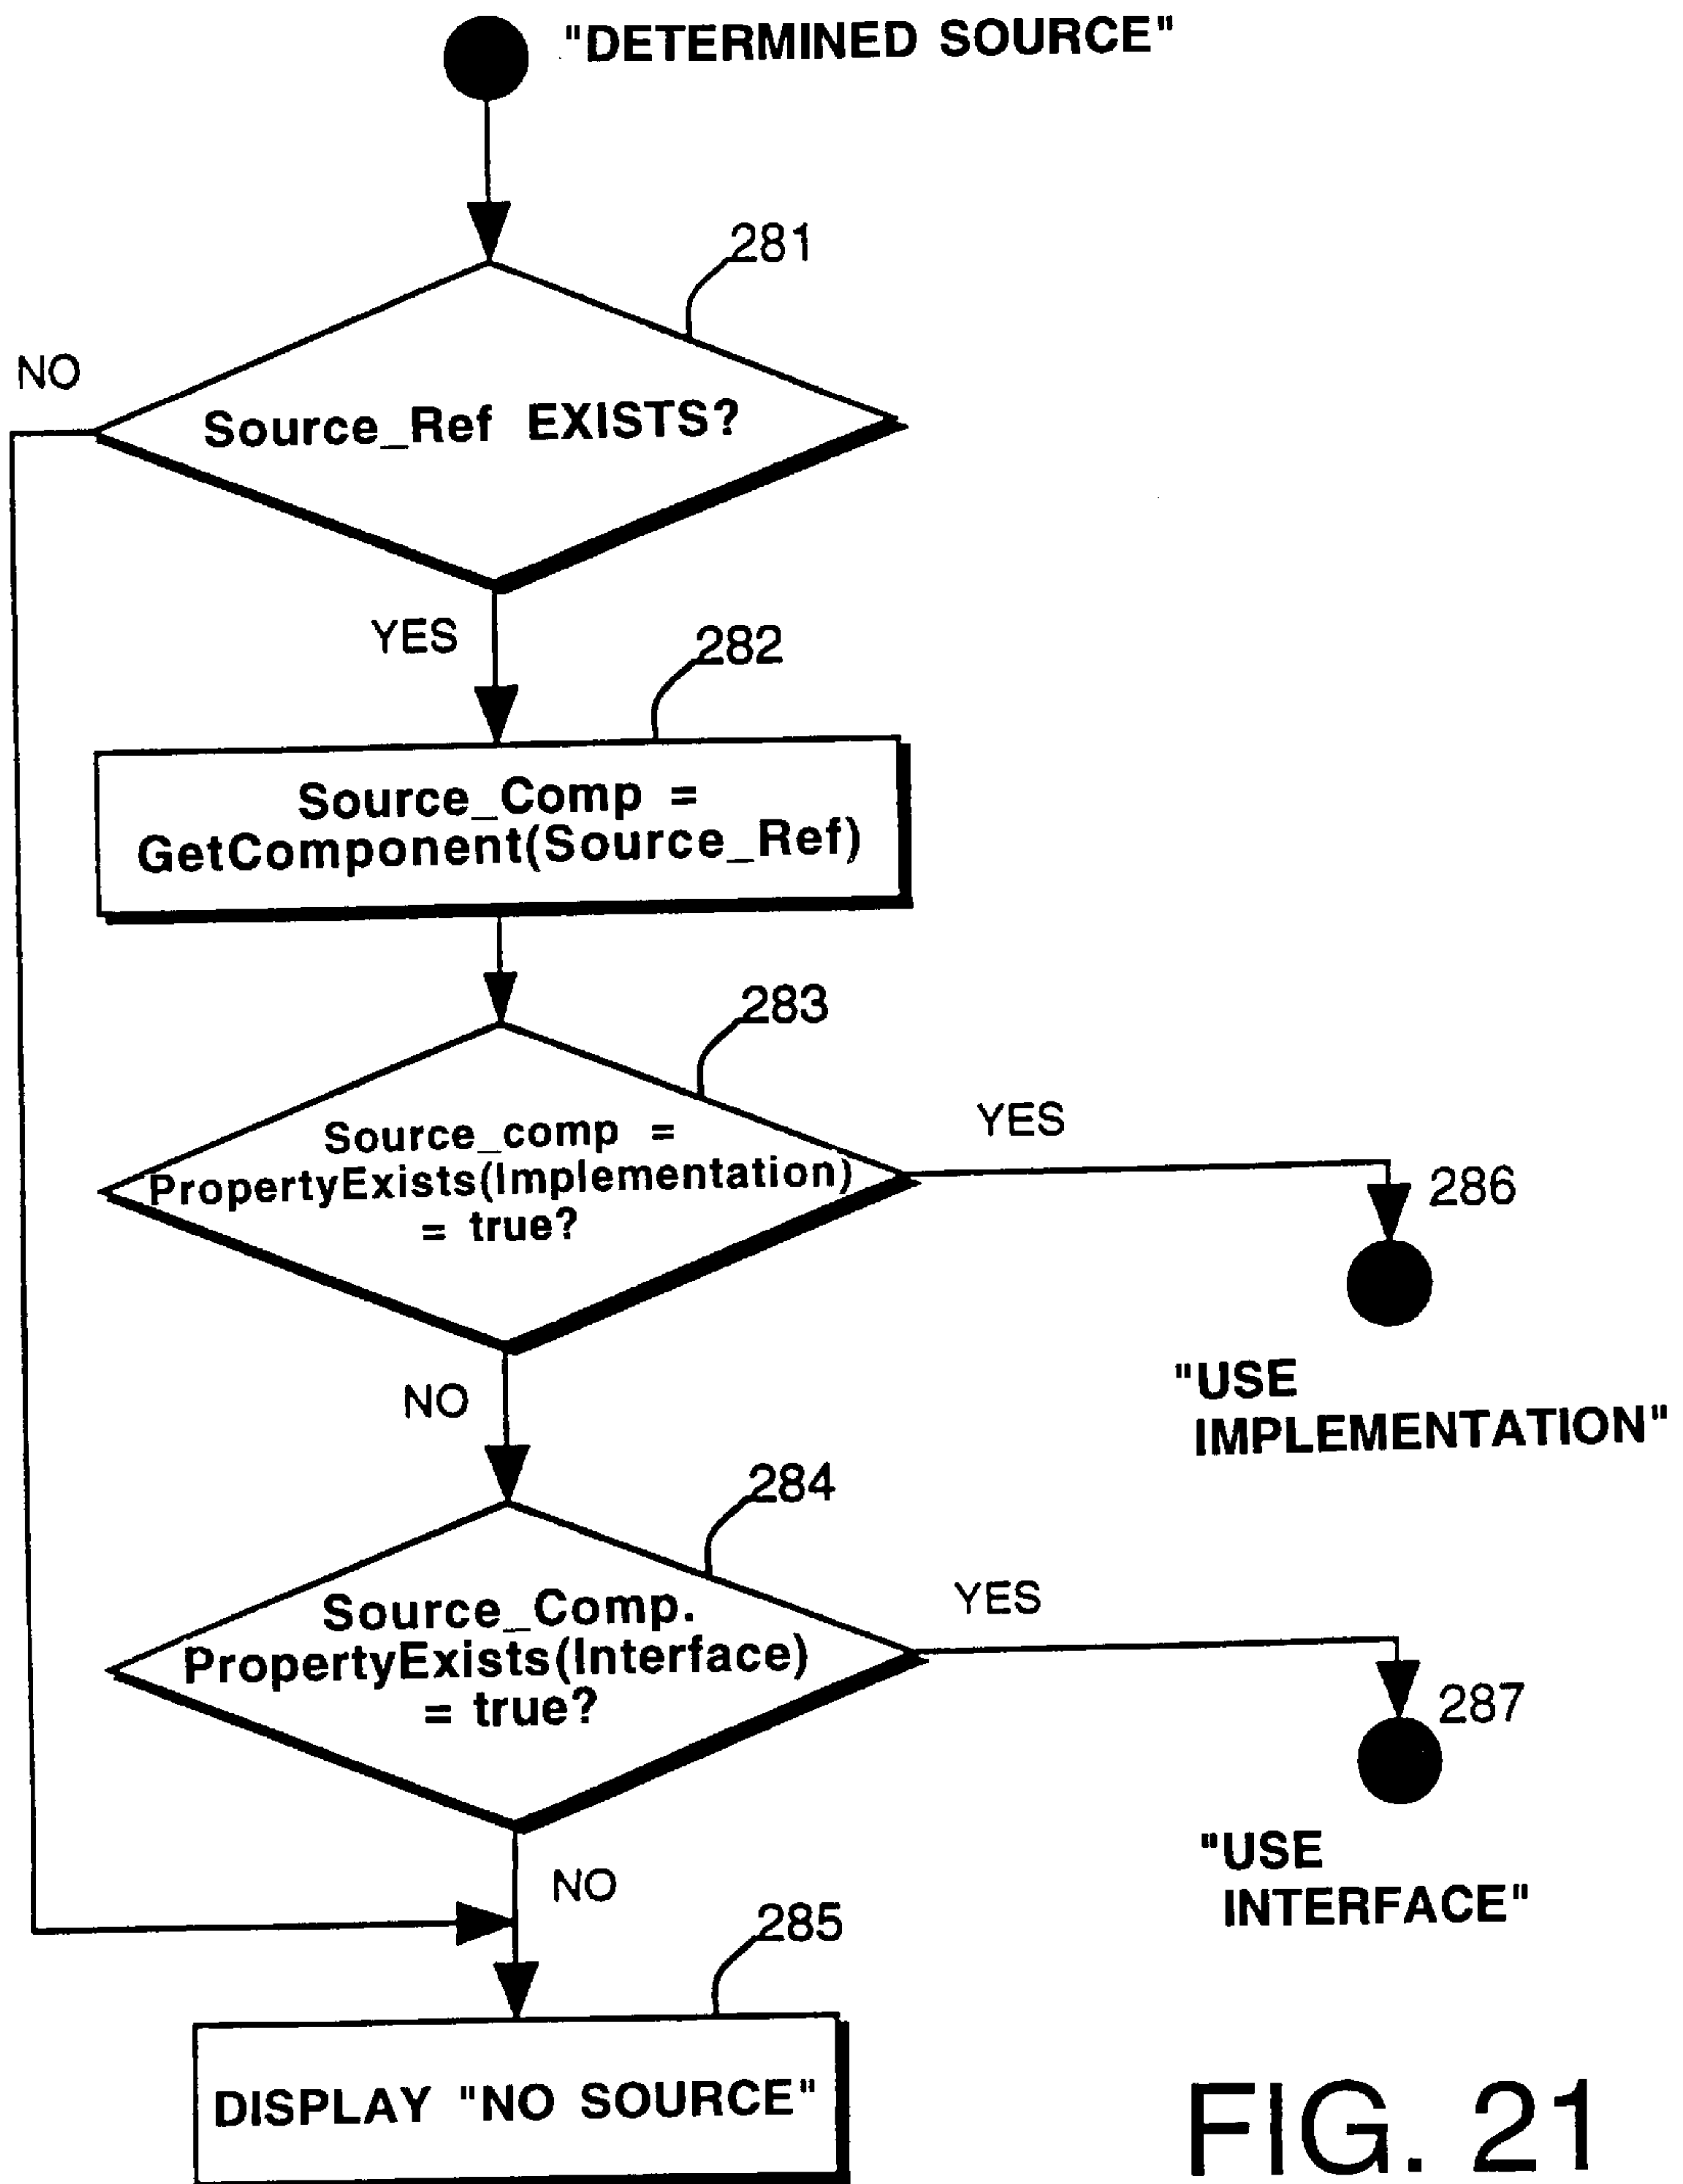 "DETERMINED SOURCE"
281
NO
Source_Ref EXISTS?
YES
282
Source_Comp =
GetComponent(Source_Ref)
283
Source_comp =
PropertyExists(Implementation)
= true?
YES
286
"USE
IMPLEMENTATION"
NO
284
Source_Comp.
PropertyExists(Interface)
= true?
YES
287
"USE
INTERFACE"
NO
285
DISPLAY "NO SOURCE"
FIG. 21